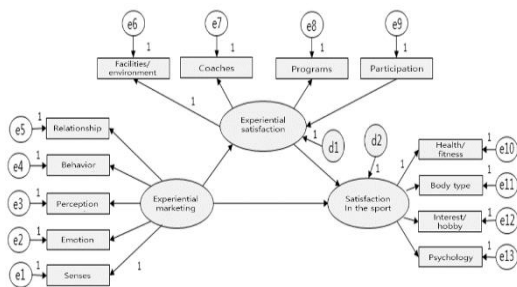 e6
e7
e8
e9
1
1
1
1
Facilities/
environment
Coaches
Programs
Participation
1
Experiential
satisfaction
1
d1
d2
1
e5
1
Relationship
e4
1
Behavior
e3
1
Perception
e2
1
Emotion
e1
1
Senses
1
Experiential
marketing
Satisfaction
In the sport
1
Health/
fitness
1
e10
Body type
1
e11
Interest/
hobby
1
e12
Psychology
1
e13